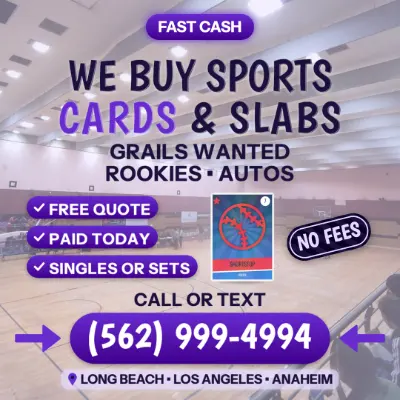 FAST CASH
WE BUY SPORTS
CARDS & SLABS
GRAILS WANTED
ROOKIES ▪ AUTOS
✓ FREE QUOTE
✓ PAID TODAY
✓ SINGLES OR SETS
NO FEES
CALL OR TEXT
(562) 999-4994
LONG BEACH ▪ LOS ANGELES ▪ ANAHEIM